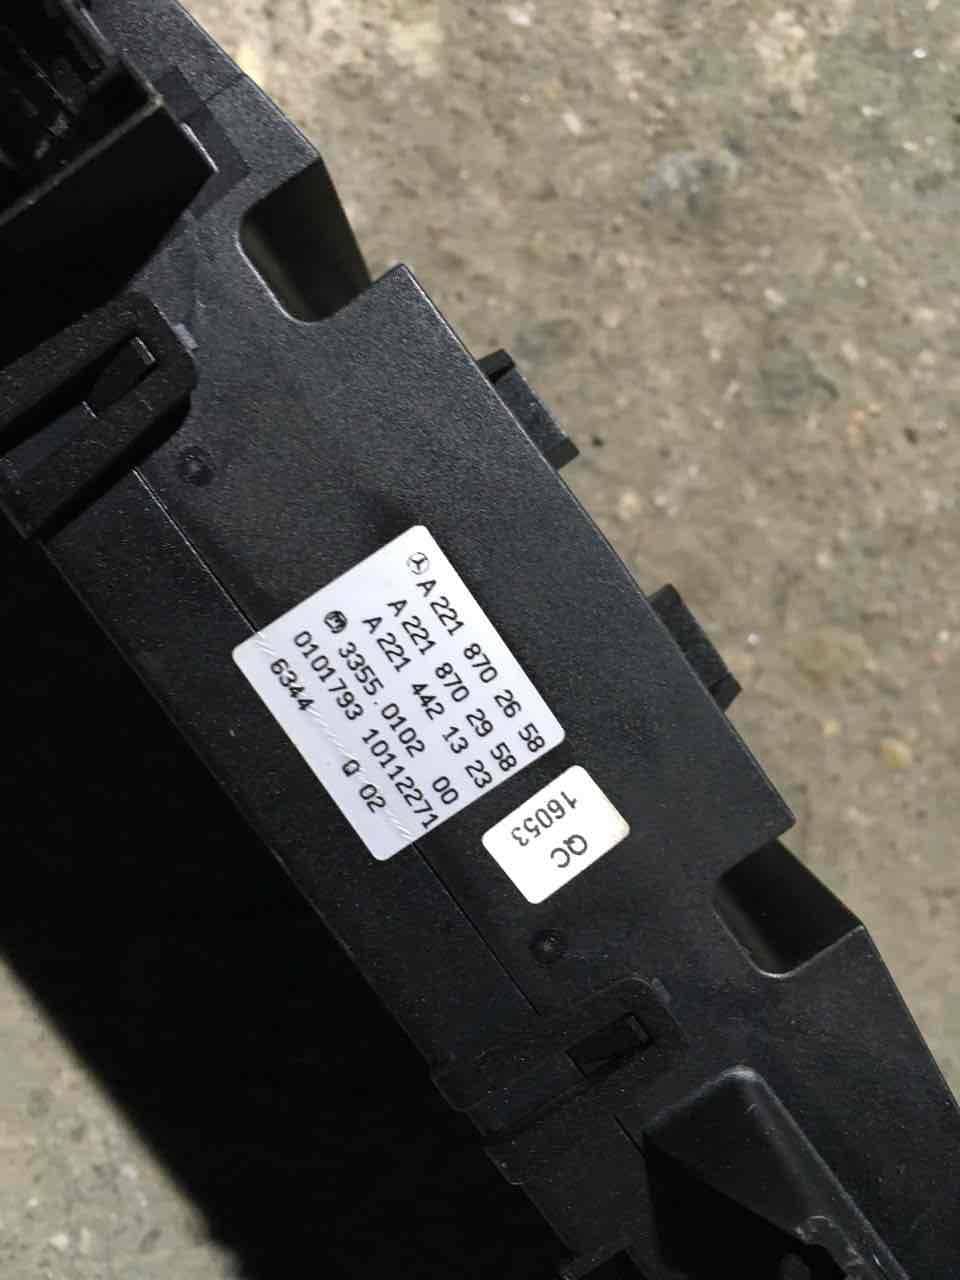 A 221 870 26 58
A 221 870 29 58
A 221 442 13 23
3355.0102 00
0101793 10112271
6344 Q 02
QC
16053